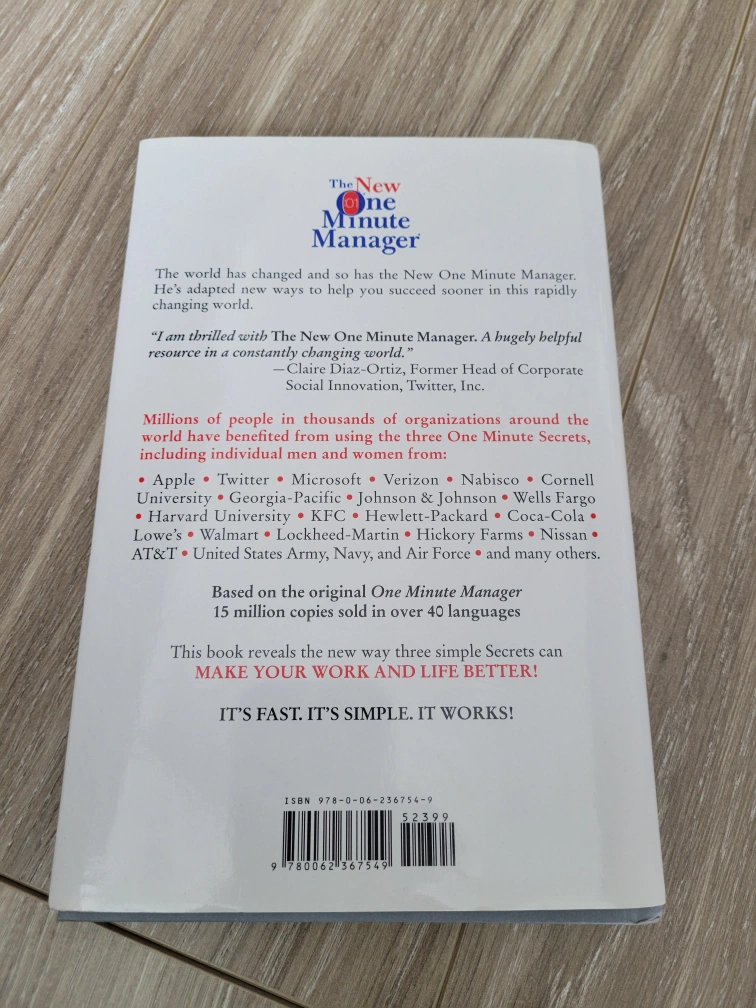 The New
One
01
Minute
Manager
The world has changed and so has the New One Minute Manager.
He's adapted new ways to help you succeed sooner in this rapidly
changing world.
“I am thrilled with The New One Minute Manager. A hugely helpful
resource in a constantly changing world.”
—Claire Diaz-Ortiz, Former Head of Corporate
Social Innovation, Twitter, Inc.
Millions of people in thousands of organizations around the
world have benefited from using the three One Minute Secrets,
including individual men and women from:
• Apple • Twitter • Microsoft • Verizon • Nabisco • Cornell
University • Georgia-Pacific • Johnson & Johnson • Wells Fargo
• Harvard University • KFC • Hewlett-Packard • Coca-Cola •
Lowe's • Walmart • Lockheed-Martin • Hickory Farms • Nissan •
AT&T • United States Army, Navy, and Air Force • and many others.
Based on the original One Minute Manager
15 million copies sold in over 40 languages
This book reveals the new way three simple Secrets can
MAKE YOUR WORK AND LIFE BETTER!
IT'S FAST. IT'S SIMPLE. IT WORKS!
ISBN 978-0-06-236754-9
52399
9 780062 367549